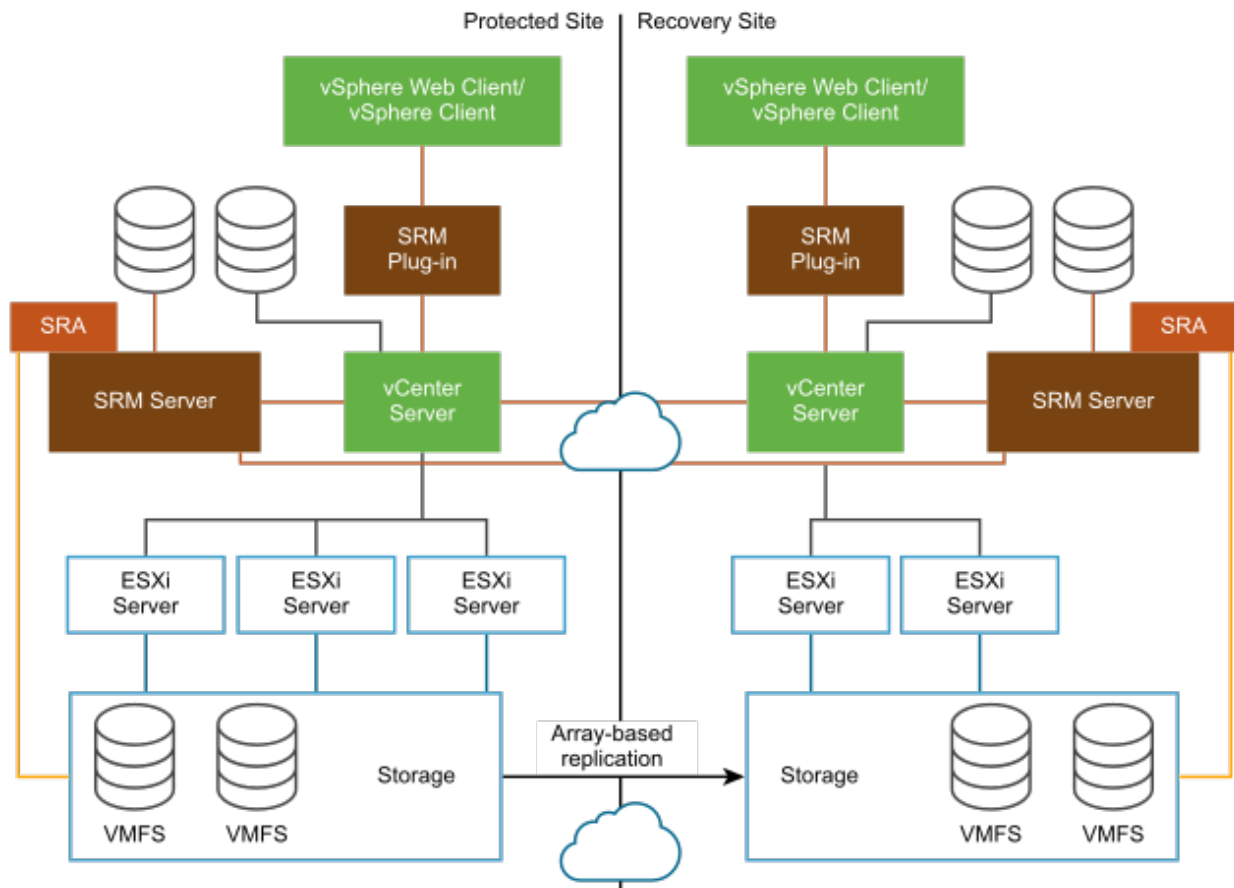 Protected Site
Recovery Site
vSphere Web Client/
vSphere Client
vSphere Web Client/
vSphere Client
SRM
Plug-in
SRM
Plug-in
SRA
SRA
SRM Server
vCenter
Server
vCenter
Server
SRM Server
ESXi
Server
ESXi
Server
ESXi
Server
ESXi
Server
ESXi
Server
Array-based
replication
Storage
Storage
VMFS
VMFS
VMFS
VMFS